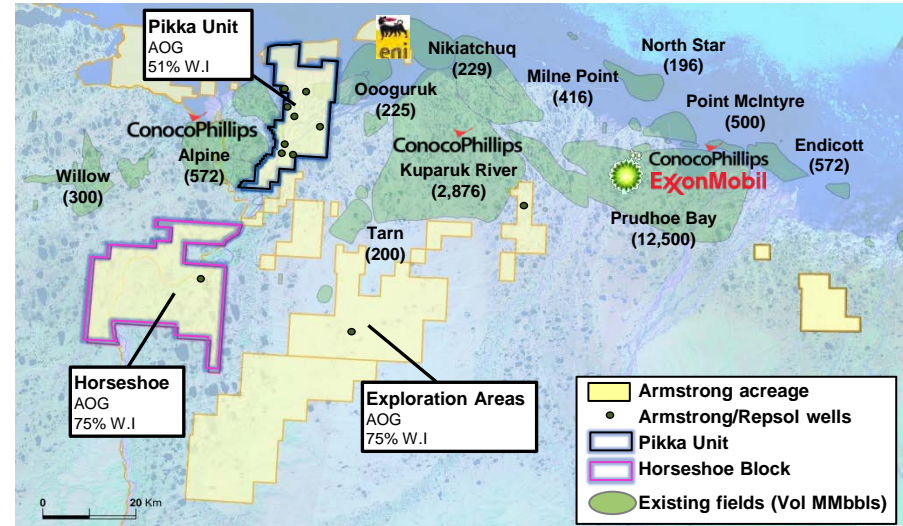 Pikka Unit
AOG
51% W.I
eni
Nikiatchuq
(229)
North Star
(196)
Milne Point
(416)
Oooguruk
(225)
Point McIntyre
(500)
ConocoPhillips
Alpine
(572)
ConocoPhillips
Kuparuk River
(2,876)
ConocoPhillips
ExxonMobil
Endicott
(572)
Willow
(300)
Prudhoe Bay
(12,500)
Tarn
(200)
Horseshoe
AOG
75% W.I
Exploration Areas
AOG
75% W.I
Armstrong acreage
Armstrong/Repsol wells
Pikka Unit
Horseshoe Block
Existing fields (Vol MMbbls)
0 20 Km